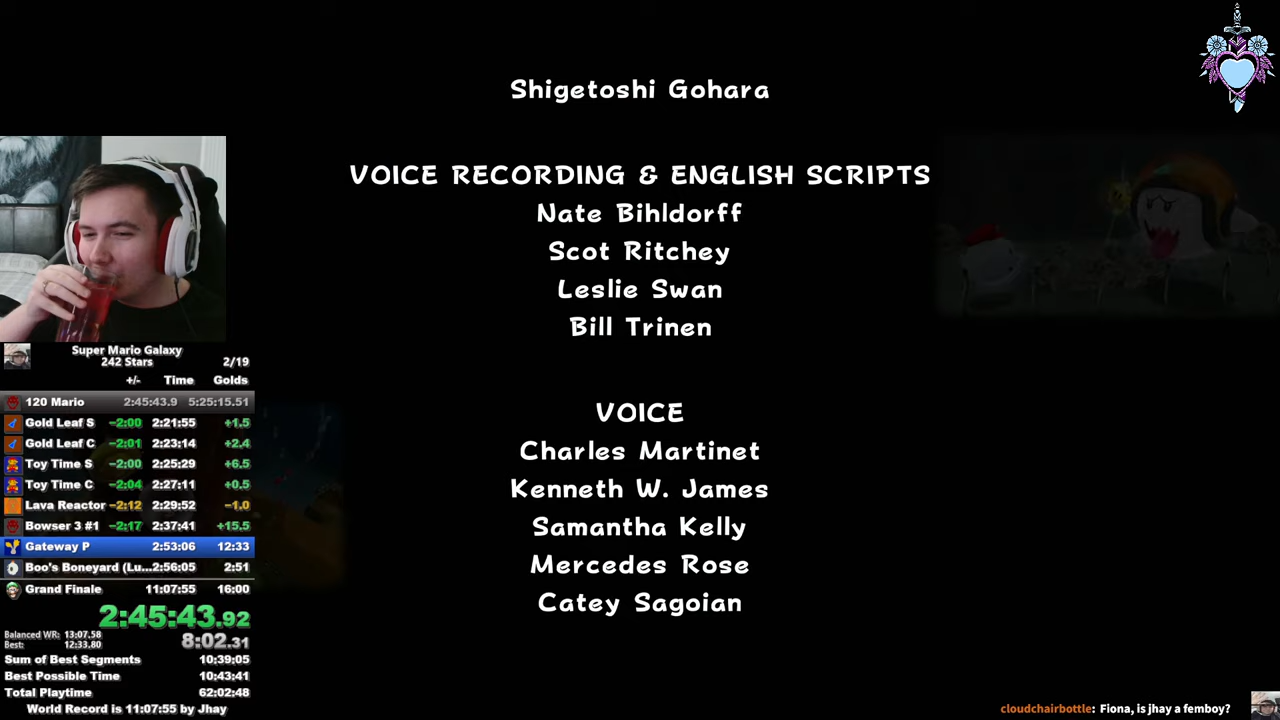 Shigetoshi Gohara
VOICE RECORDING & ENGLISH SCRIPTS
Nate Bihldorff
Scot Ritchey
Leslie Swan
Bill Trinen
VOICE
Charles Martinet
Kenneth W. James
Samantha Kelly
Mercedes Rose
Catey Sagoian
Super Mario Galaxy
242 Stars 2/19
+/- Time Golds
120 Mario 2:45:43.9 5:25:15.51
Gold Leaf S −2:00 2:21:55 +1.5
Gold Leaf C −2:01 2:23:14 +2.4
Toy Time S −2:00 2:25:29 +6.5
Toy Time C −2:04 2:27:11 +0.5
Lava Reactor −2:12 2:29:52 −1.0
Bowser 3 #1 −2:17 2:37:41 +15.5
Gateway P 2:53:06 12:33
Boo's Boneyard (Lu...2:56:05 2:51
Grand Finale 11:07:55 16:00
2:45:43.92
Balanced WR: 13:07.58
Best: 12:33.80
8:02.31
Sum of Best Segments 10:39:05
Best Possible Time 10:43:41
Total Playtime 62:02:48
World Record is 11:07:55 by Jhay
cloudchairbottle: Fiona, is jhay a femboy?